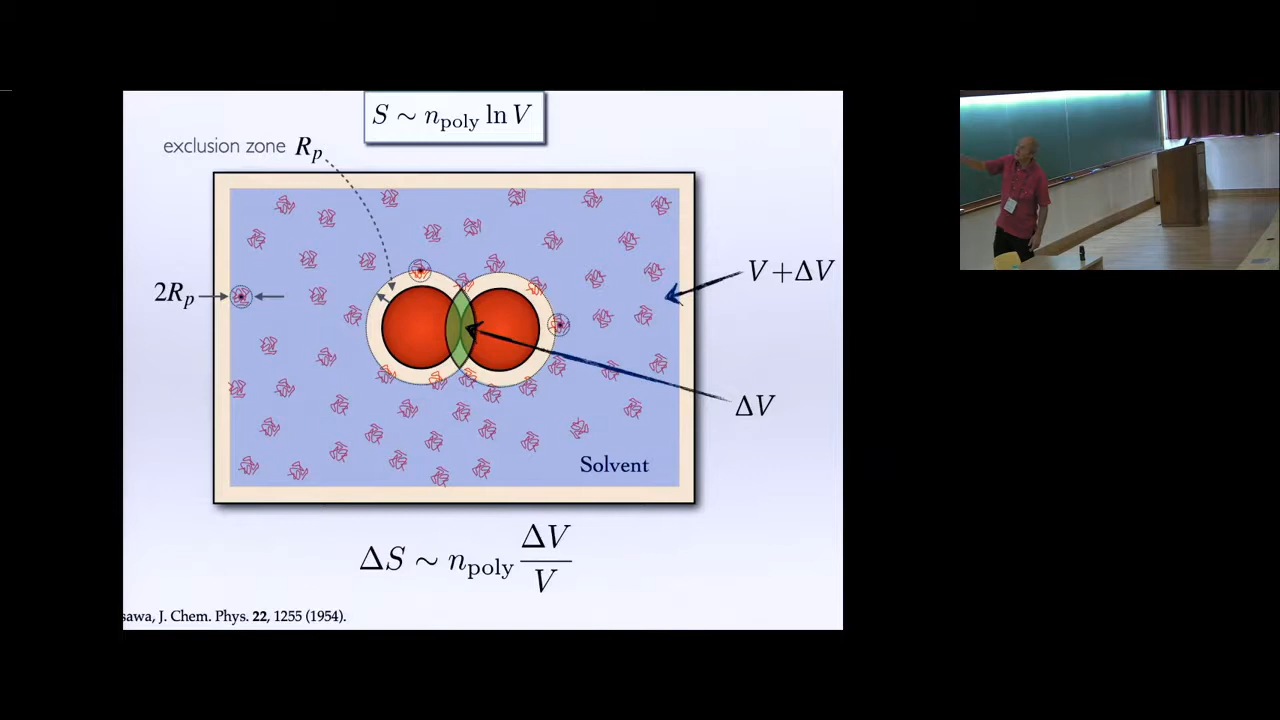 S ∼ n_poly ln V
exclusion zone R_p
2R_p
V + ΔV
ΔV
Solvent
ΔS ∼ n_poly ΔV/V
sawa, J. Chem. Phys. 22, 1255 (1954).